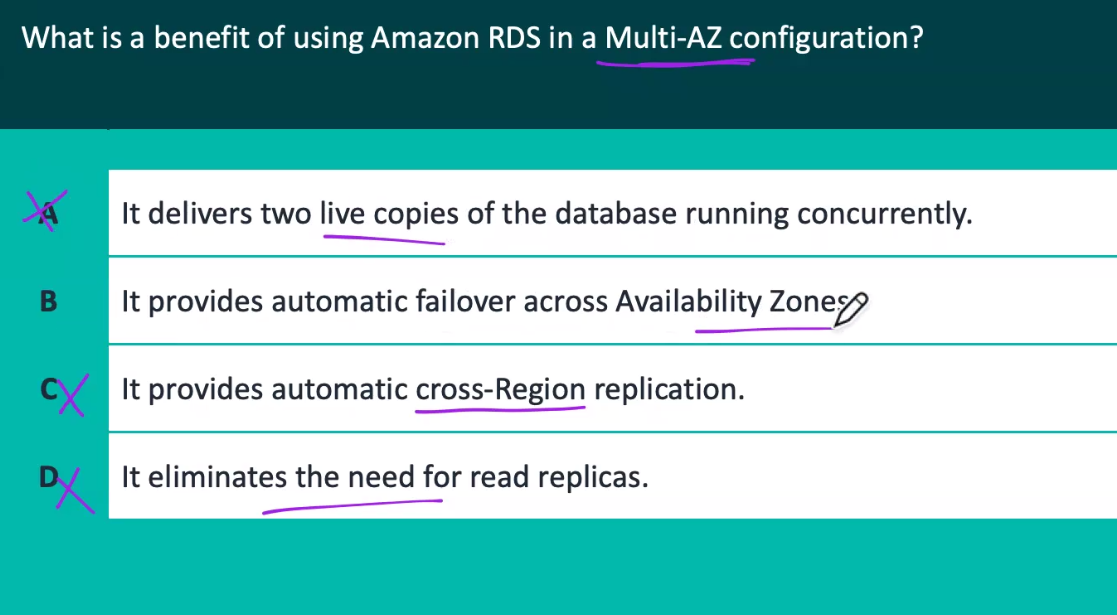 What is a benefit of using Amazon RDS in a Multi-AZ configuration?
A It delivers two live copies of the database running concurrently.
B It provides automatic failover across Availability Zones
C It provides automatic cross-Region replication.
D It eliminates the need for read replicas.